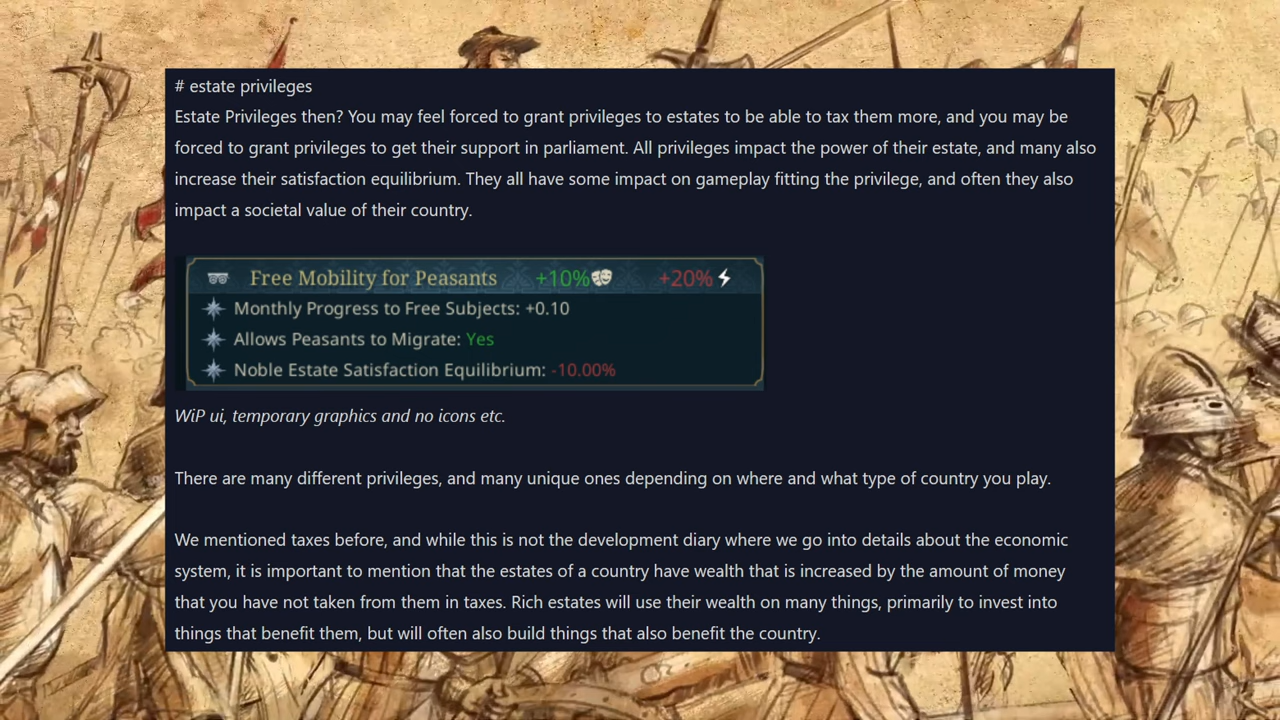 # estate privileges
Estate Privileges then? You may feel forced to grant privileges to estates to be able to tax them more, and you may be
forced to grant privileges to get their support in parliament. All privileges impact the power of their estate, and many also
increase their satisfaction equilibrium. They all have some impact on gameplay fitting the privilege, and often they also
impact a societal value of their country.
Free Mobility for Peasants +10% +20%
Monthly Progress to Free Subjects: +0.10
Allows Peasants to Migrate: Yes
Noble Estate Satisfaction Equilibrium: -10.00%
WiP ui, temporary graphics and no icons etc.
There are many different privileges, and many unique ones depending on where and what type of country you play.
We mentioned taxes before, and while this is not the development diary where we go into details about the economic
system, it is important to mention that the estates of a country have wealth that is increased by the amount of money
that you have not taken from them in taxes. Rich estates will use their wealth on many things, primarily to invest into
things that benefit them, but will often also build things that also benefit the country.